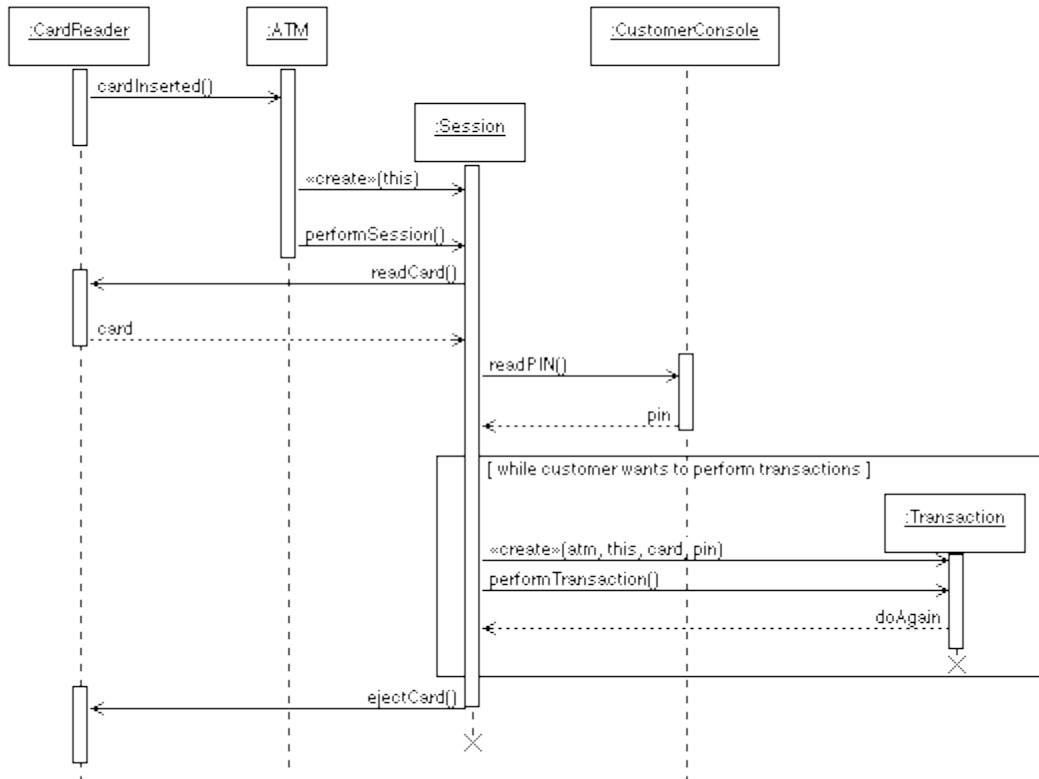 :CardReader
:ATM
:CustomerConsole
cardInserted()
:Session
«create»(this)
performSession()
readCard()
card
readPIN()
pin
[ while customer wants to perform transactions ]
:Transaction
«create»(atm, this, card, pin)
performTransaction()
doAgain
ejectCard()